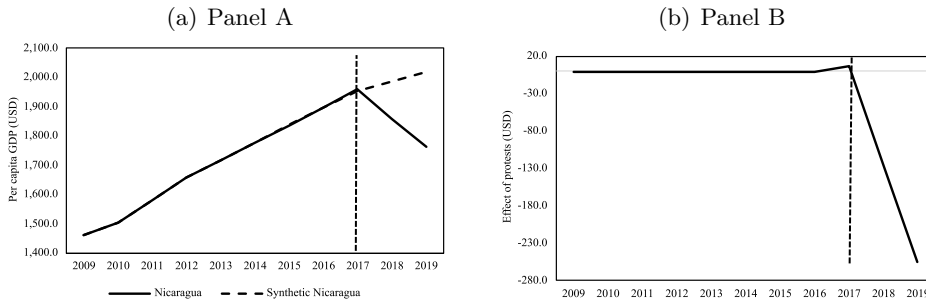 (a) Panel A
Per capita GDP (USD)
2,100.0
2,000.0
1,900.0
1,800.0
1,700.0
1,600.0
1,500.0
1,400.0
2009 2010 2011 2012 2013 2014 2015 2016 2017 2018 2019
Nicaragua Synthetic Nicaragua
(b) Panel B
Effect of protests (USD)
20.0
-30.0
-80.0
-130.0
-180.0
-230.0
-280.0
2009 2010 2011 2012 2013 2014 2015 2016 2017 2018 2019